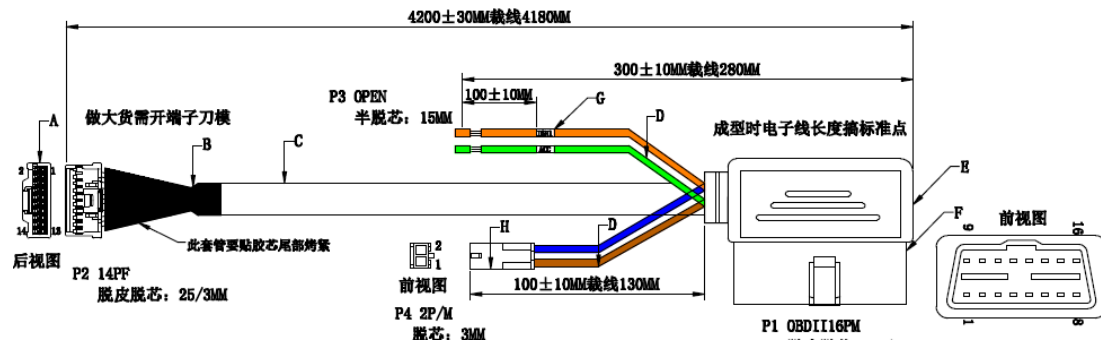 4200±30MM裁线4180MM
300±10MM裁线280MM
100±10MM
P3 OPEN
半脱芯：15MM
G
D
A
做大货需开端子刀模
B
C
成型时电子线长度搞标准点
E
F
2
1
14
13
后视图
此套管要贴胶芯尾部烤紧
P2 14PF
脱皮脱芯：25/3MM
ACC
H
D
2
1
前视图
100±10MM裁线130MM
P4 2P/M
脱芯：3MM
前视图
9
16
1
8
P1 OBDII16PM